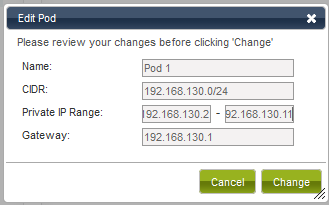 Edit Pod
Please review your changes before clicking 'Change'
Name: Pod 1
CIDR: 192.168.130.0/24
Private IP Range: 192.168.130.2 - 92.168.130.11
Gateway: 192.168.130.1
Cancel Change